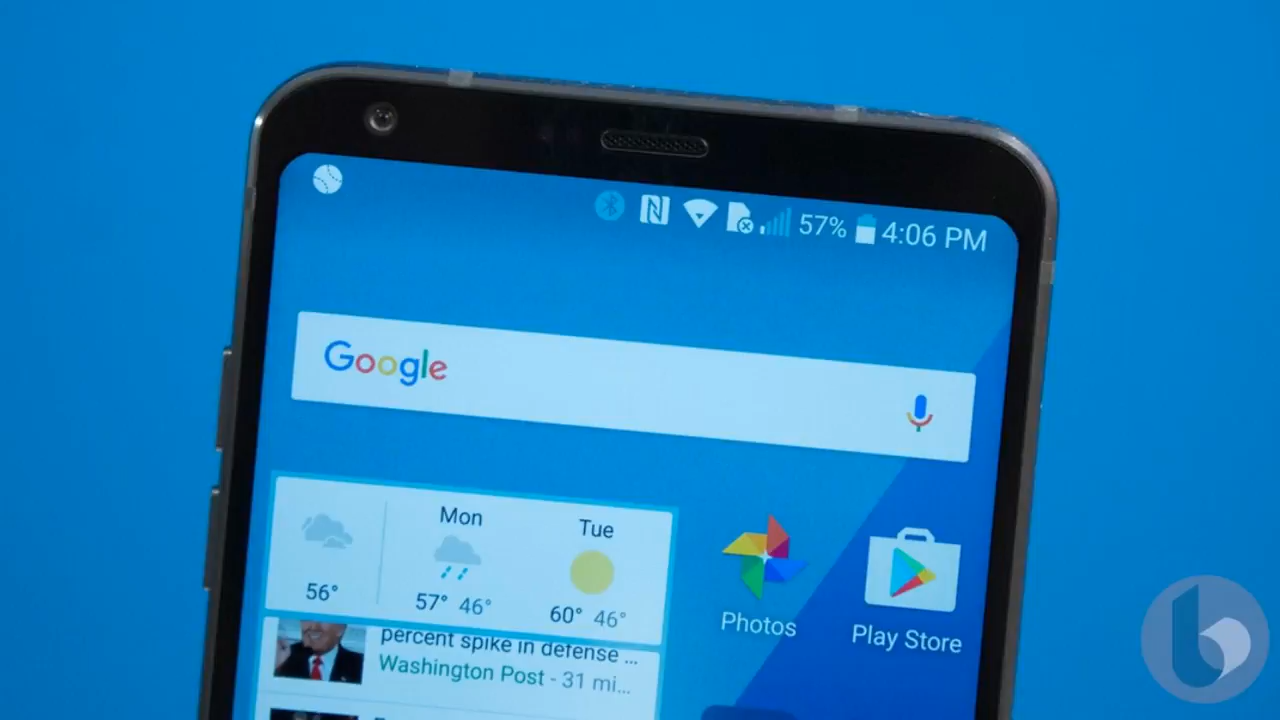 57% 4:06 PM
Google
Mon Tue
56° 57° 46° 60° 46°
percent spike in defense ...
Washington Post - 31 mi...
Photos
Play Store
b